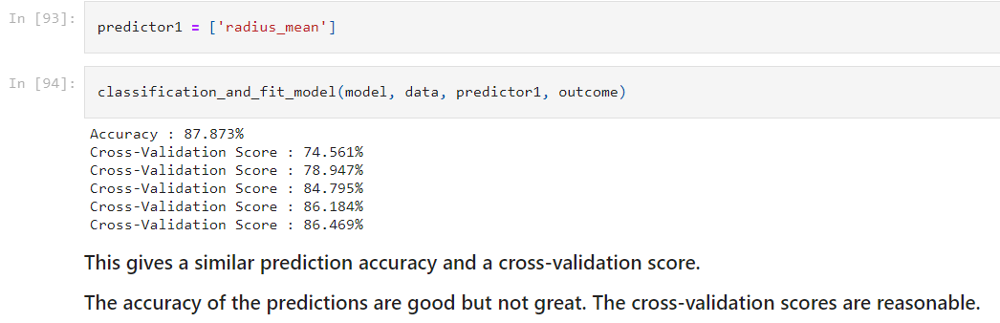 In [93]:
predictor1 = ['radius_mean']
In [94]:
classification_and_fit_model(model, data, predictor1, outcome)
Accuracy : 87.873%
Cross-Validation Score : 74.561%
Cross-Validation Score : 78.947%
Cross-Validation Score : 84.795%
Cross-Validation Score : 86.184%
Cross-Validation Score : 86.469%
This gives a similar prediction accuracy and a cross-validation score.
The accuracy of the predictions are good but not great. The cross-validation scores are reasonable.